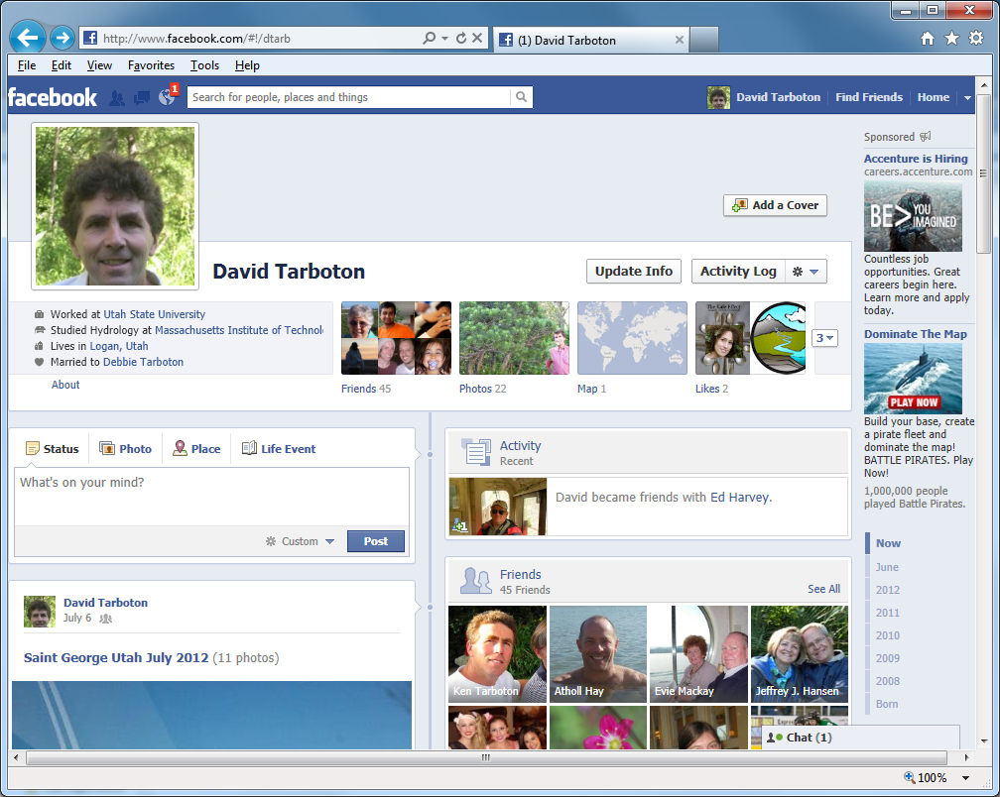 http://www.facebook.com/#!/dtarb
(1) David Tarboton
File Edit View Favorites Tools Help
facebook
1
Search for people, places and things
David Tarboton Find Friends Home
Add a Cover
David Tarboton
Update Info
Activity Log
Worked at Utah State University
Studied Hydrology at Massachusetts Institute of Technol
Lives in Logan, Utah
Married to Debbie Tarboton
About
Friends 45
Photos 22
Map 1
Likes 2
3
Status Photo Place Life Event
What's on your mind?
Custom
Post
David Tarboton
July 6
Saint George Utah July 2012 (11 photos)
Activity
Recent
+1
David became friends with Ed Harvey.
Friends
45 Friends
See All
Ken Tarboton
Atholl Hay
Evie Mackay
Jeffrey J. Hansen
Sponsored
Accenture is Hiring
careers.accenture.com
BE> YOU IMAGINED
Countless job
opportunities. Great
careers begin here.
Learn more and apply
today.
Dominate The Map
PLAY NOW
Build your base, create
a pirate fleet and
dominate the map!
BATTLE PIRATES. Play
Now!
1,000,000 people
played Battle Pirates.
Now
June
2012
2011
2010
2009
2008
Born
Chat (1)
100%